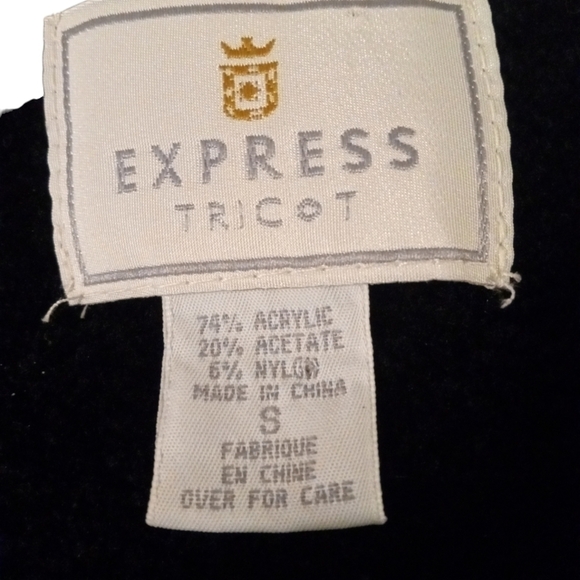 EXPRESS
TRICOT
74% ACRYLIC
20% ACETATE
6% NYLON
MADE IN CHINA
S
FABRIQUE
EN CHINE
OVER FOR CARE